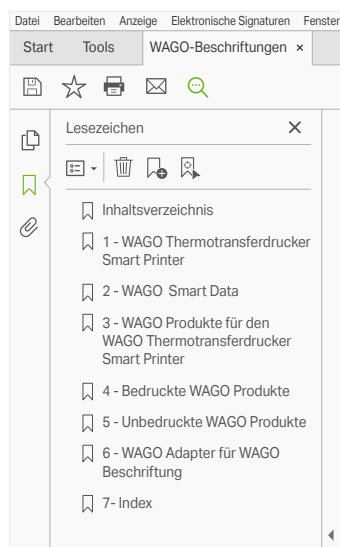 Datei Bearbeiten Anzeige Elektronische Signaturen Fenster
Start Tools WAGO-Beschriftungen ×
Lesezeichen
Inhaltsverzeichnis
1 - WAGO Thermotransferdrucker
Smart Printer
2 - WAGO Smart Data
3 - WAGO Produkte für den
WAGO Thermotransferdrucker
Smart Printer
4 - Bedruckte WAGO Produkte
5 - Unbedruckte WAGO Produkte
6 - WAGO Adapter für WAGO
Beschriftung
7- Index